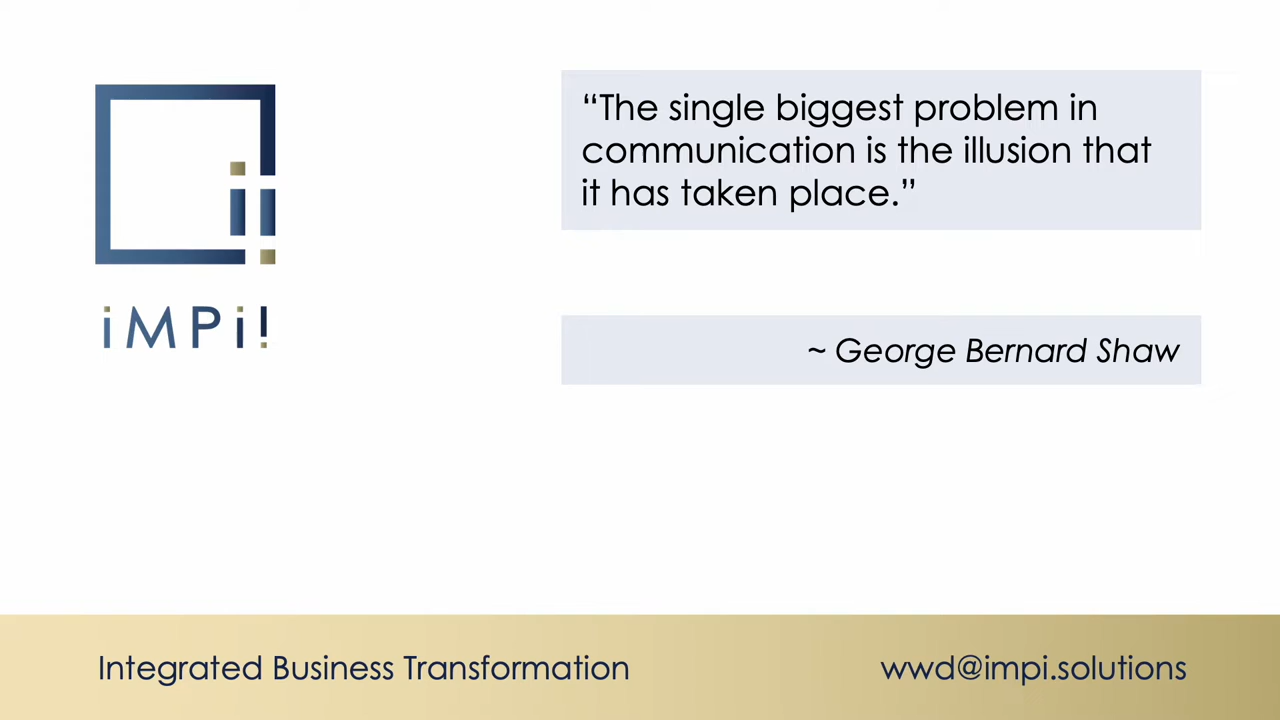 iMPi!
“The single biggest problem in
communication is the illusion that
it has taken place.”
~ George Bernard Shaw
Integrated Business Transformation
wwd@impi.solutions